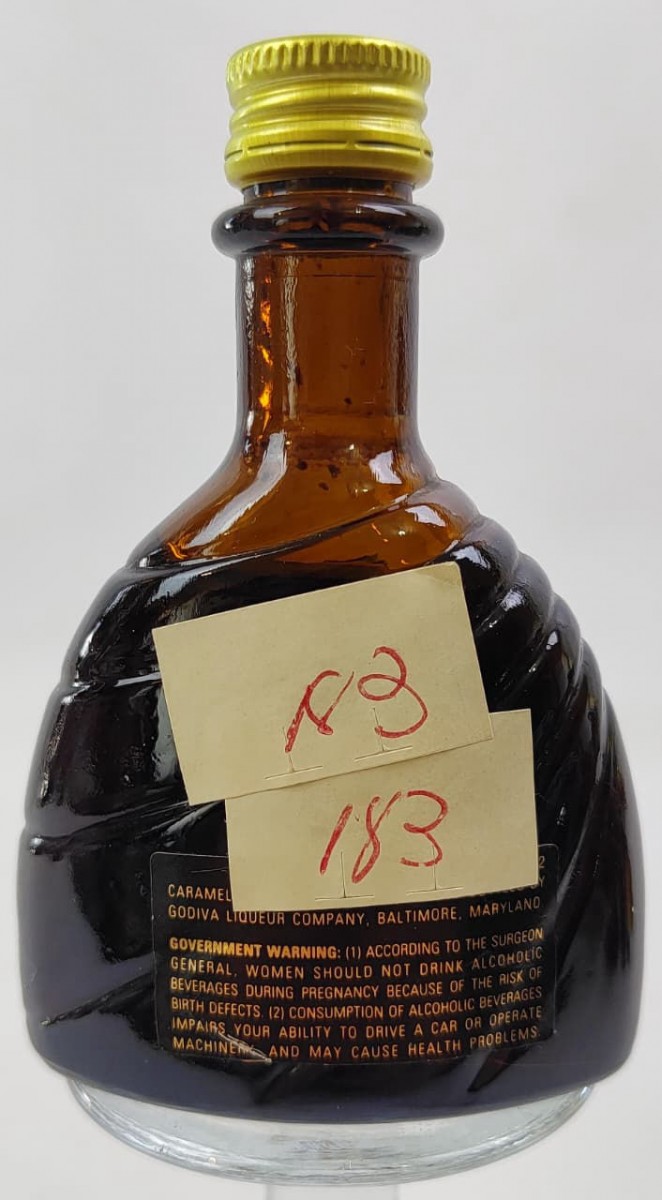 183
CARAMEL
GODIVA LIQUEUR COMPANY, BALTIMORE, MARYLAND
GOVERNMENT WARNING: (1) ACCORDING TO THE SURGEON
GENERAL, WOMEN SHOULD NOT DRINK ALCOHOLIC
BEVERAGES DURING PREGNANCY BECAUSE OF THE RISK OF
BIRTH DEFECTS. (2) CONSUMPTION OF ALCOHOLIC BEVERAGES
IMPAIRS YOUR ABILITY TO DRIVE A CAR OR OPERATE
MACHINERY, AND MAY CAUSE HEALTH PROBLEMS.